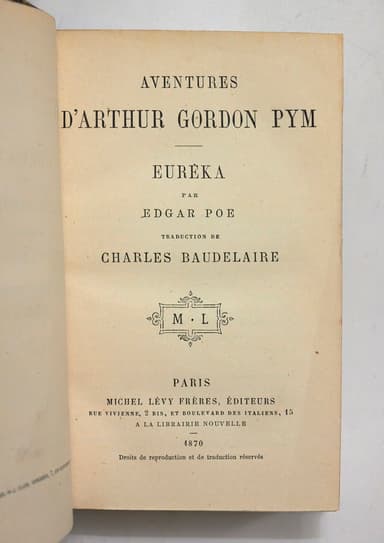 AVENTURES
D'ARTHUR GORDON PYM
EURÊKA
PAR
EDGAR POE
TRADUCTION DE
CHARLES BAUDELAIRE
M · L
PARIS
MICHEL LÉVY FRÈRES, ÉDITEURS
RUE VIVIENNE, 2 BIS, ET BOULEVARD DES ITALIENS, 15
A LA LIBRAIRIE NOUVELLE
1870
Droits de reproduction et de traduction réservés